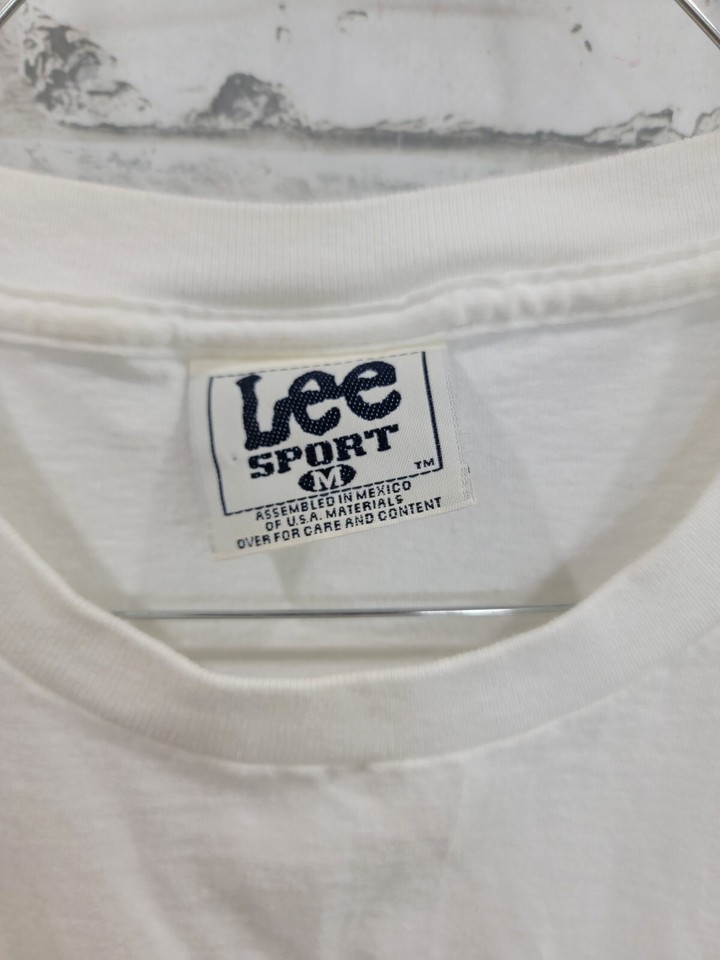 Lee
SPORT
M
TM
ASSEMBLED IN MEXICO
OF U.S.A. MATERIALS
OVER FOR CARE AND CONTENT